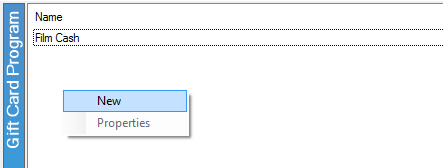 Gift Card Program
Name
Film Cash
New
Properties